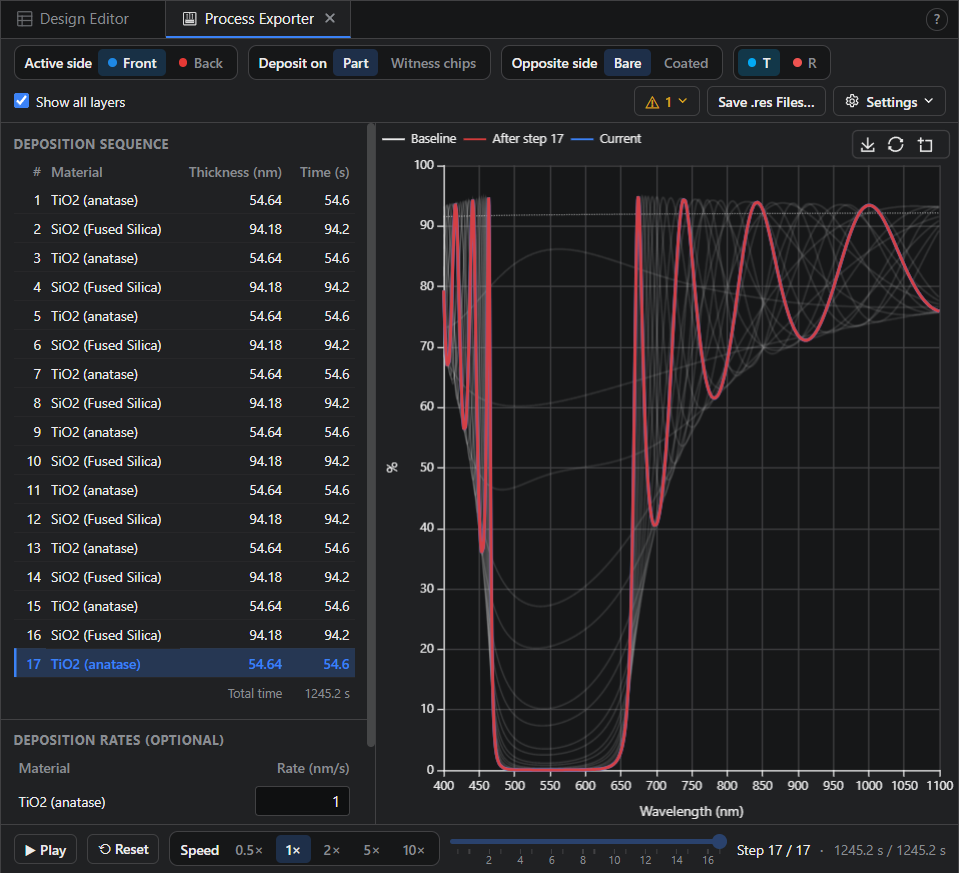 Design Editor Process Exporter ✕ ?
Active side Front Back Deposit on Part Witness chips Opposite side Bare Coated T R
Show all layers 1 Save .res Files... Settings
DEPOSITION SEQUENCE
# Material Thickness (nm) Time (s)
1 TiO2 (anatase) 54.64 54.6
2 SiO2 (Fused Silica) 94.18 94.2
3 TiO2 (anatase) 54.64 54.6
4 SiO2 (Fused Silica) 94.18 94.2
5 TiO2 (anatase) 54.64 54.6
6 SiO2 (Fused Silica) 94.18 94.2
7 TiO2 (anatase) 54.64 54.6
8 SiO2 (Fused Silica) 94.18 94.2
9 TiO2 (anatase) 54.64 54.6
10 SiO2 (Fused Silica) 94.18 94.2
11 TiO2 (anatase) 54.64 54.6
12 SiO2 (Fused Silica) 94.18 94.2
13 TiO2 (anatase) 54.64 54.6
14 SiO2 (Fused Silica) 94.18 94.2
15 TiO2 (anatase) 54.64 54.6
16 SiO2 (Fused Silica) 94.18 94.2
17 TiO2 (anatase) 54.64 54.6
Total time 1245.2 s
DEPOSITION RATES (OPTIONAL)
Material Rate (nm/s)
TiO2 (anatase) 1
Baseline After step 17 Current
100
90
80
70
60
50
40
30
20
10
0
%
400 450 500 550 600 650 700 750 800 850 900 950 1000 1050 1100
Wavelength (nm)
Play Reset Speed 0.5× 1× 2× 5× 10×
2 4 6 8 10 12 14 16
Step 17 / 17 · 1245.2 s / 1245.2 s